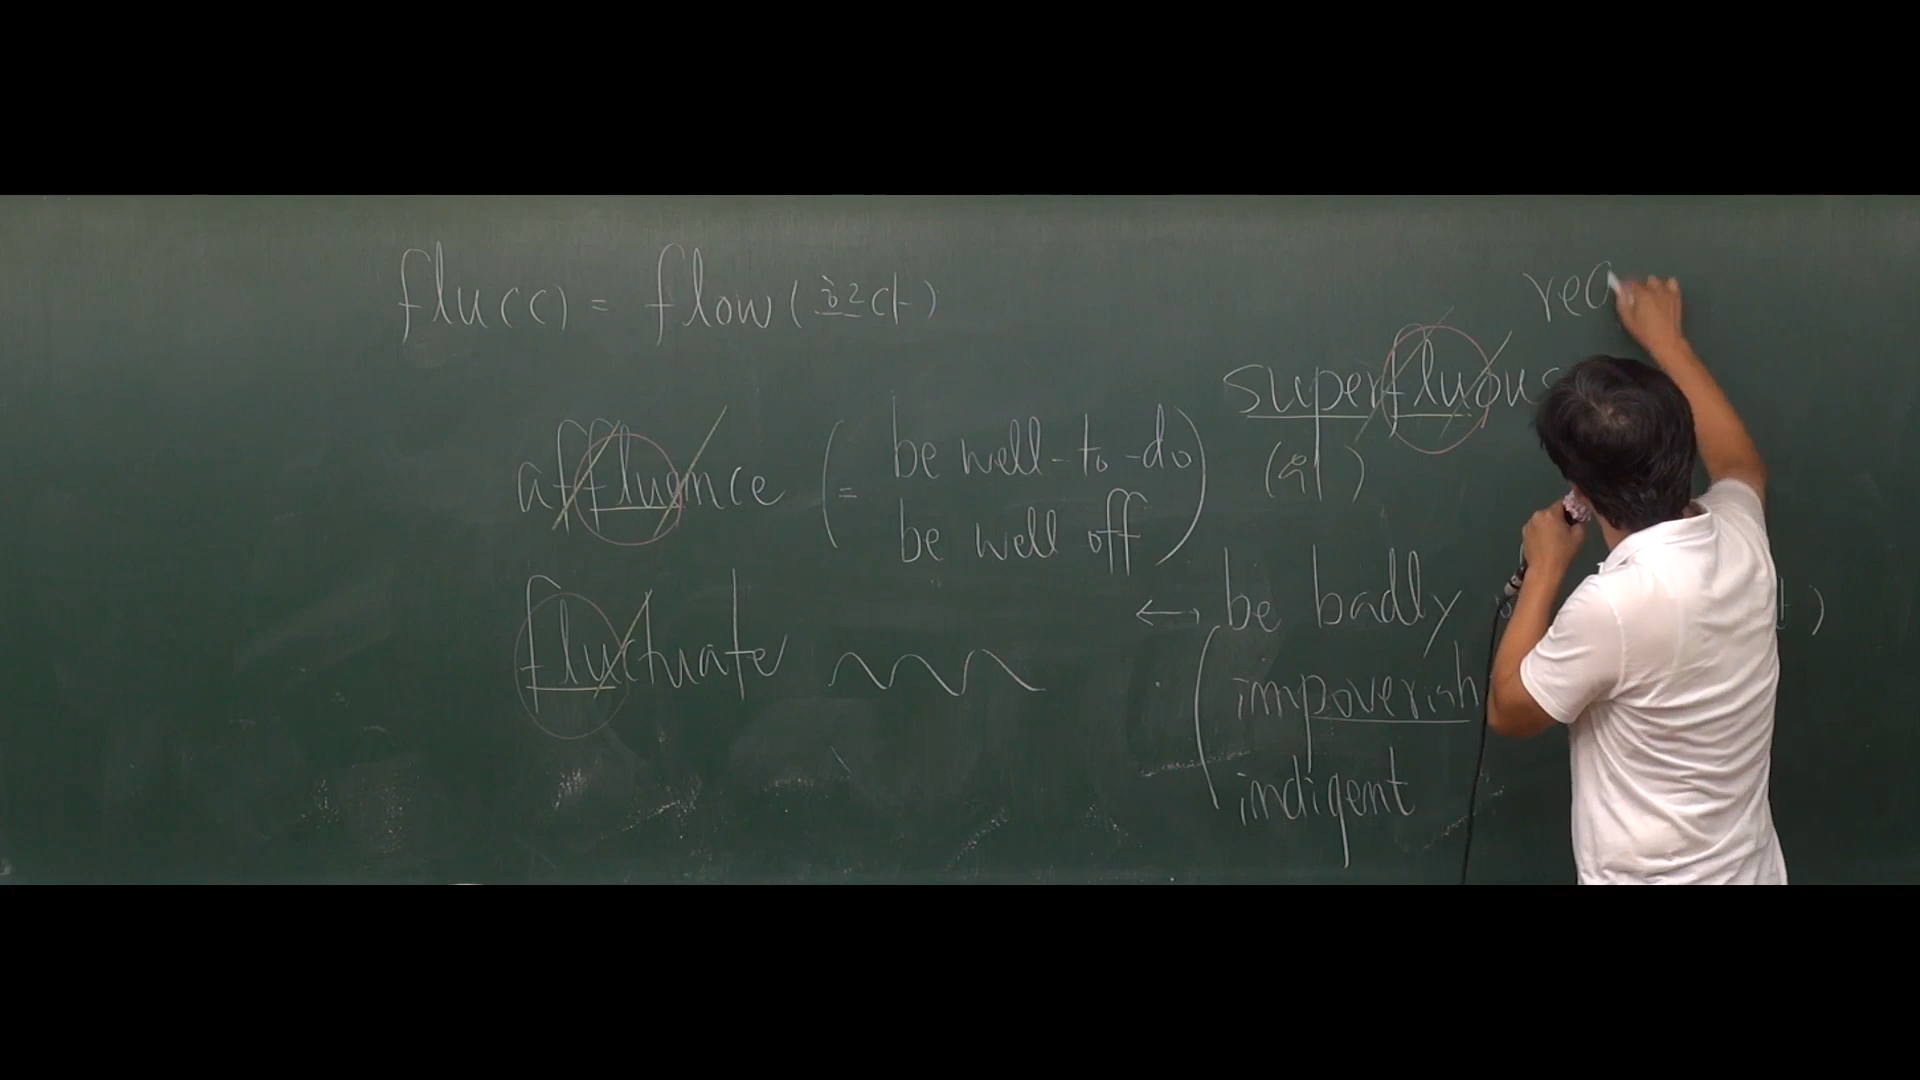 flu(c) = flow (흐르다)
rea
superfluous
(위)
affluence ( = be well-to-do
be well off )
↔ be badly
fluctuate
( impoverish
indigent